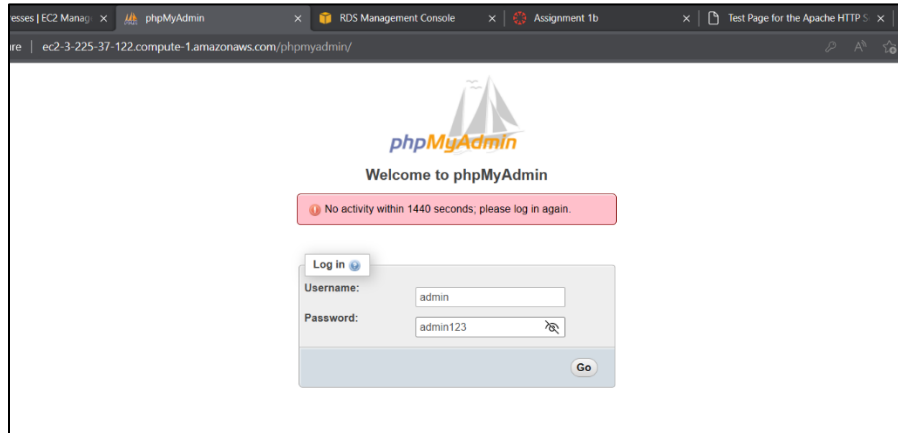 resses | EC2 Manag
phpMyAdmin
RDS Management Console
Assignment 1b
Test Page for the Apache HTTP S
re | ec2-3-225-37-122.compute-1.amazonaws.com/phpmyadmin/
phpMyAdmin
Welcome to phpMyAdmin
No activity within 1440 seconds; please log in again.
Log in
Username:
admin
Password:
admin123
Go